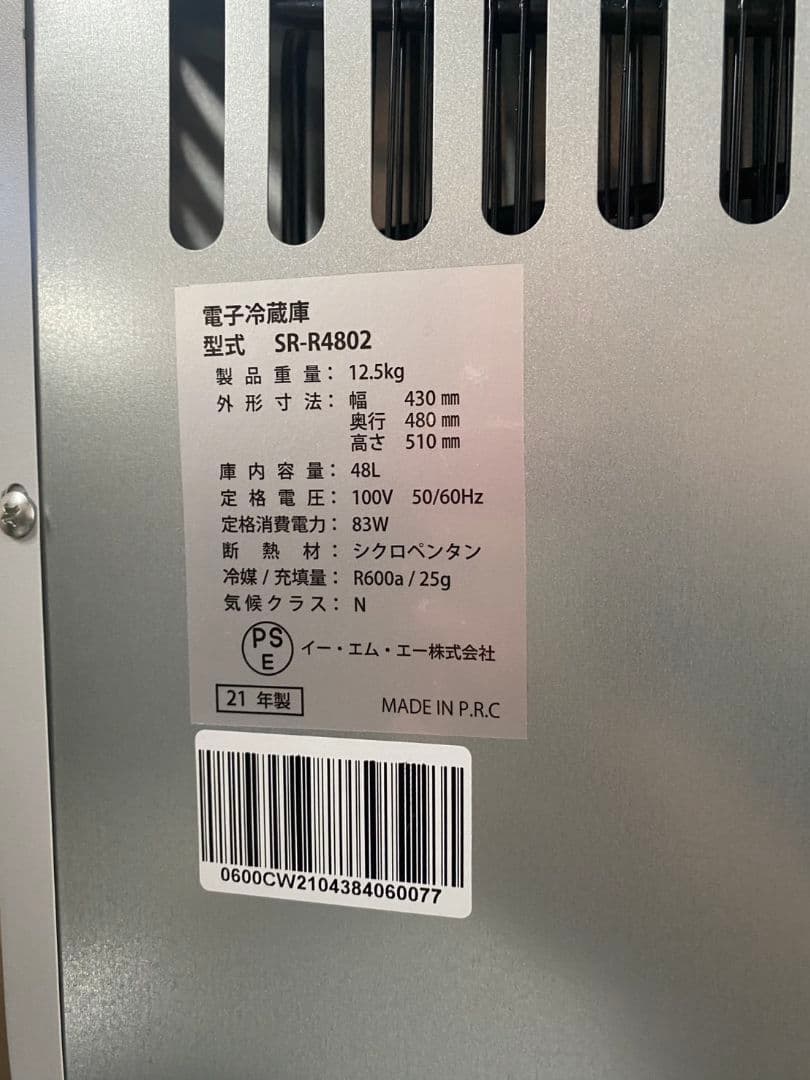 電子冷蔵庫
型式 SR-R4802
製品重量： 12.5kg
外形寸法： 幅 430 ㎜
奥行 480 ㎜
高さ 510 ㎜
庫内容量： 48L
定格電圧： 100V 50/60Hz
定格消費電力： 83W
断熱材： シクロペンタン
冷媒 / 充填量： R600a / 25g
気候クラス： N
PS
E
イー・エム・エー株式会社
21 年製
MADE IN P.R.C
0600CW2104384060077